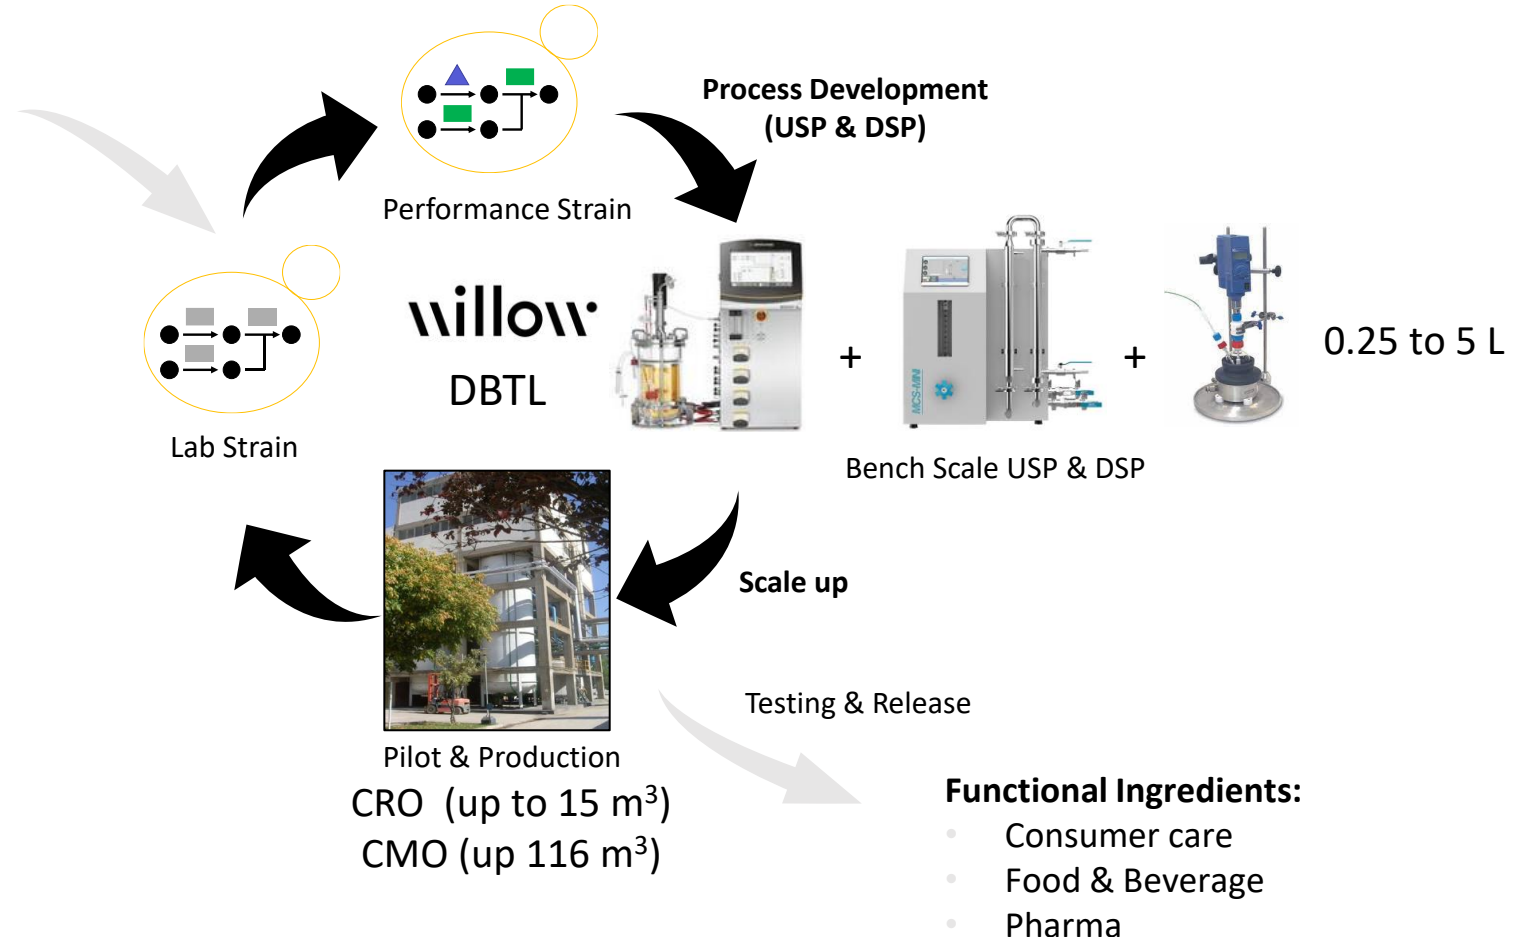 Process Development
(USP & DSP)
Performance Strain
willow
DBTL
Lab Strain
+
+
0.25 to 5 L
MCS-MINI
Bench Scale USP & DSP
Scale up
Pilot & Production
CRO (up to 15 m³)
CMO (up 116 m³)
Testing & Release
Functional Ingredients:
Consumer care
Food & Beverage
Pharma